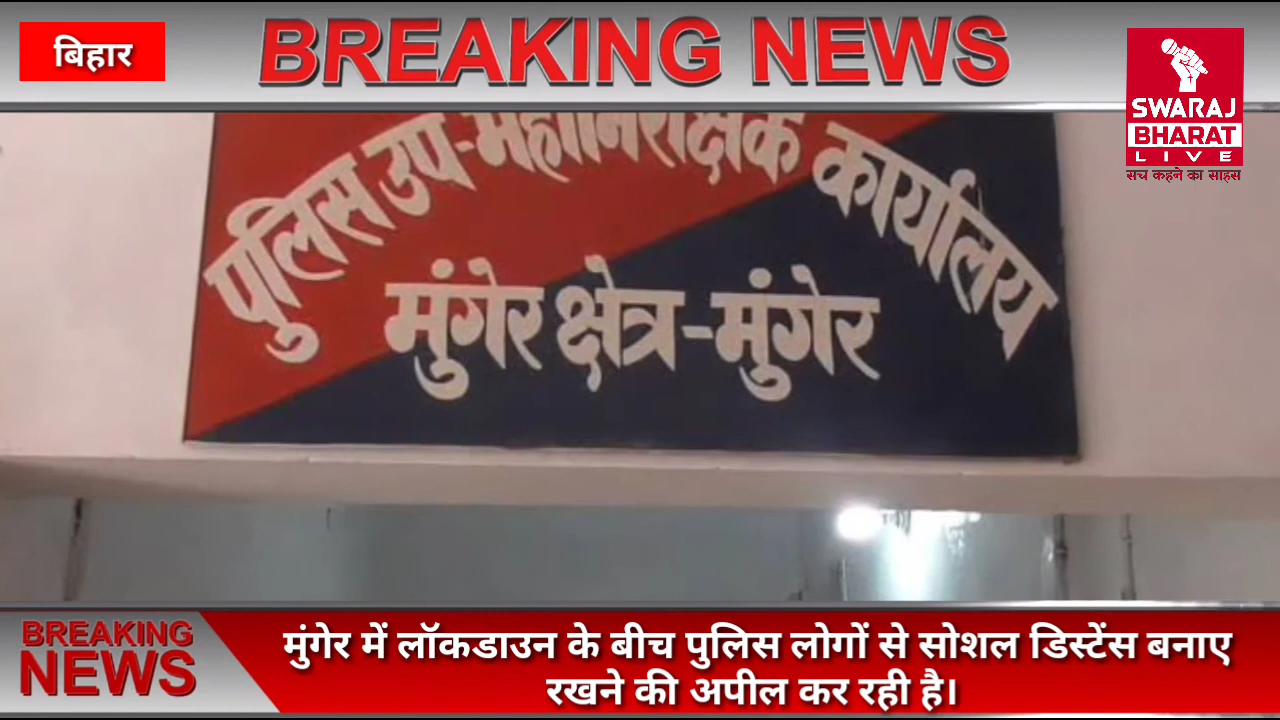 बिहार
BREAKING NEWS
SWARAJ
BHARAT
LIVE
सच कहने का साहस
पुलिस उप-महानिरीक्षक कार्यालय
मुंगेर क्षेत्र-मुंगेर
BREAKING
NEWS
मुंगेर में लॉकडाउन के बीच पुलिस लोगों से सोशल डिस्टेंस बनाए
रखने की अपील कर रही है।